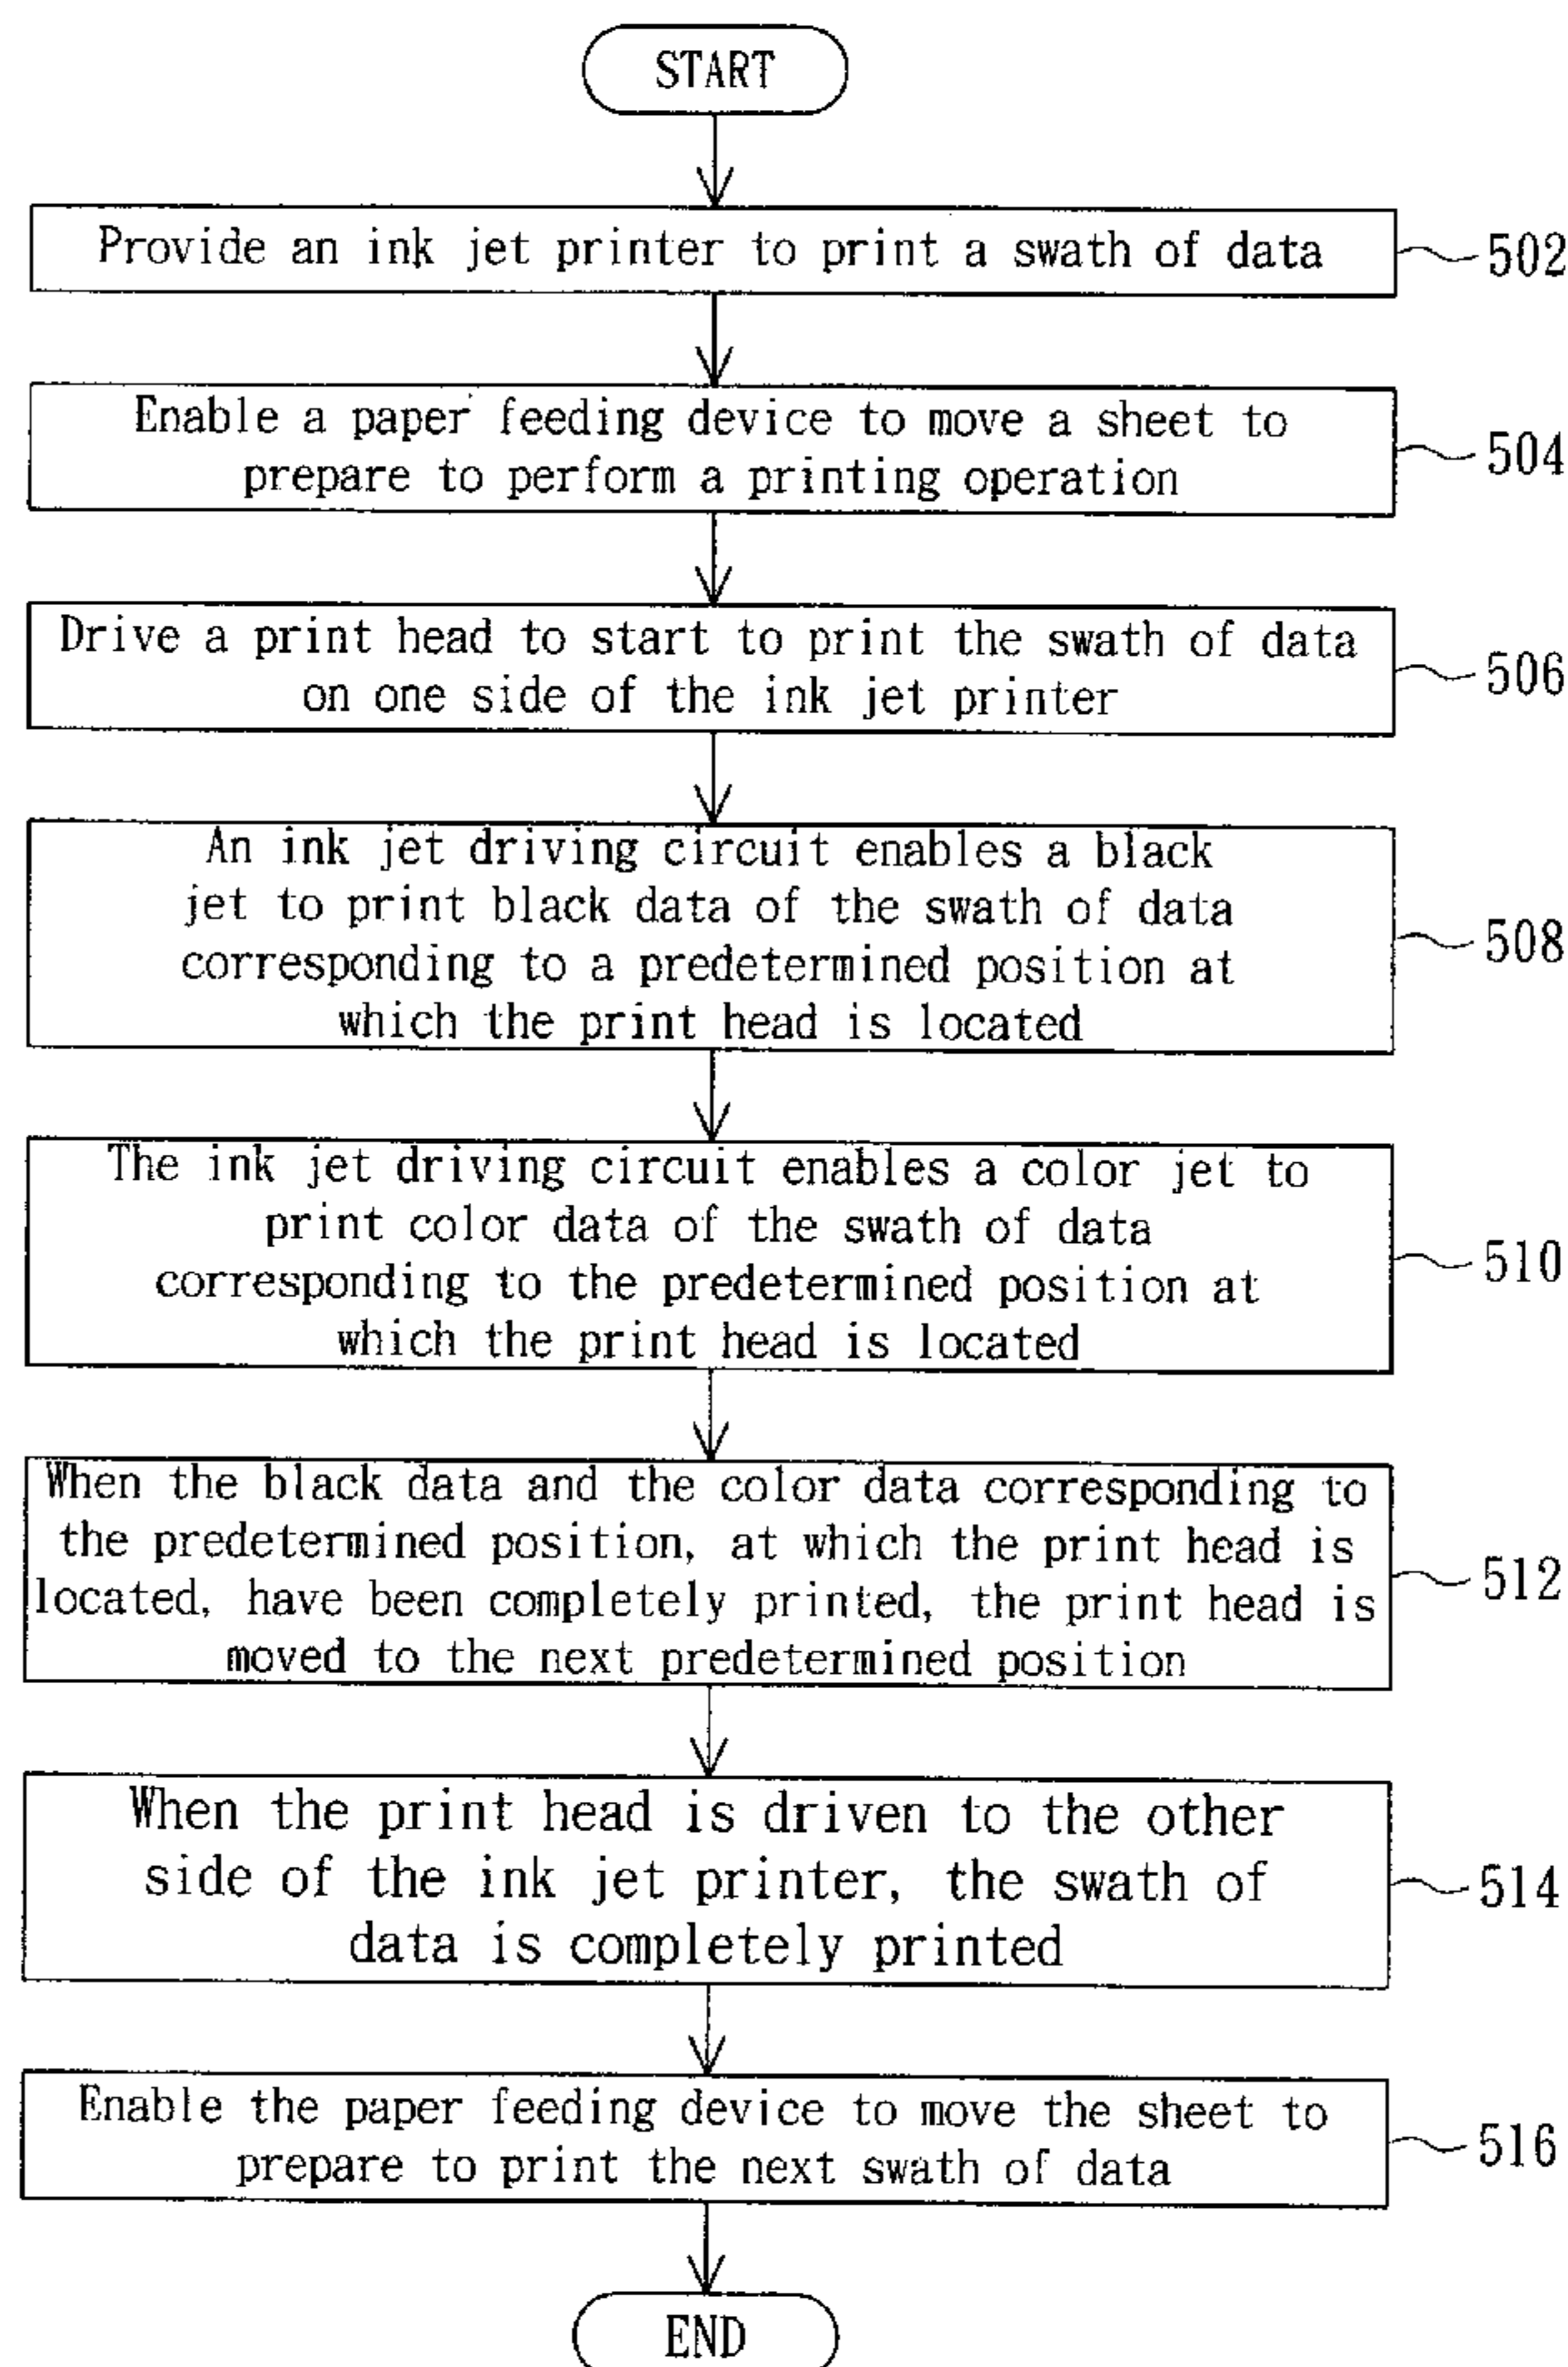 START
Provide an ink jet printer to print a swath of data
502
Enable a paper feeding device to move a sheet to
prepare to perform a printing operation
504
Drive a print head to start to print the swath of data
on one side of the ink jet printer
506
An ink jet driving circuit enables a black
jet to print black data of the swath of data
corresponding to a predetermined position at
which the print head is located
508
The ink jet driving circuit enables a color jet to
print color data of the swath of data
corresponding to the predetermined position at
which the print head is located
510
When the black data and the color data corresponding to
the predetermined position, at which the print head is
located, have been completely printed, the print head is
moved to the next predetermined position
512
When the print head is driven to the other
side of the ink jet printer, the swath of
data is completely printed
514
Enable the paper feeding device to move the sheet to
prepare to print the next swath of data
516
END